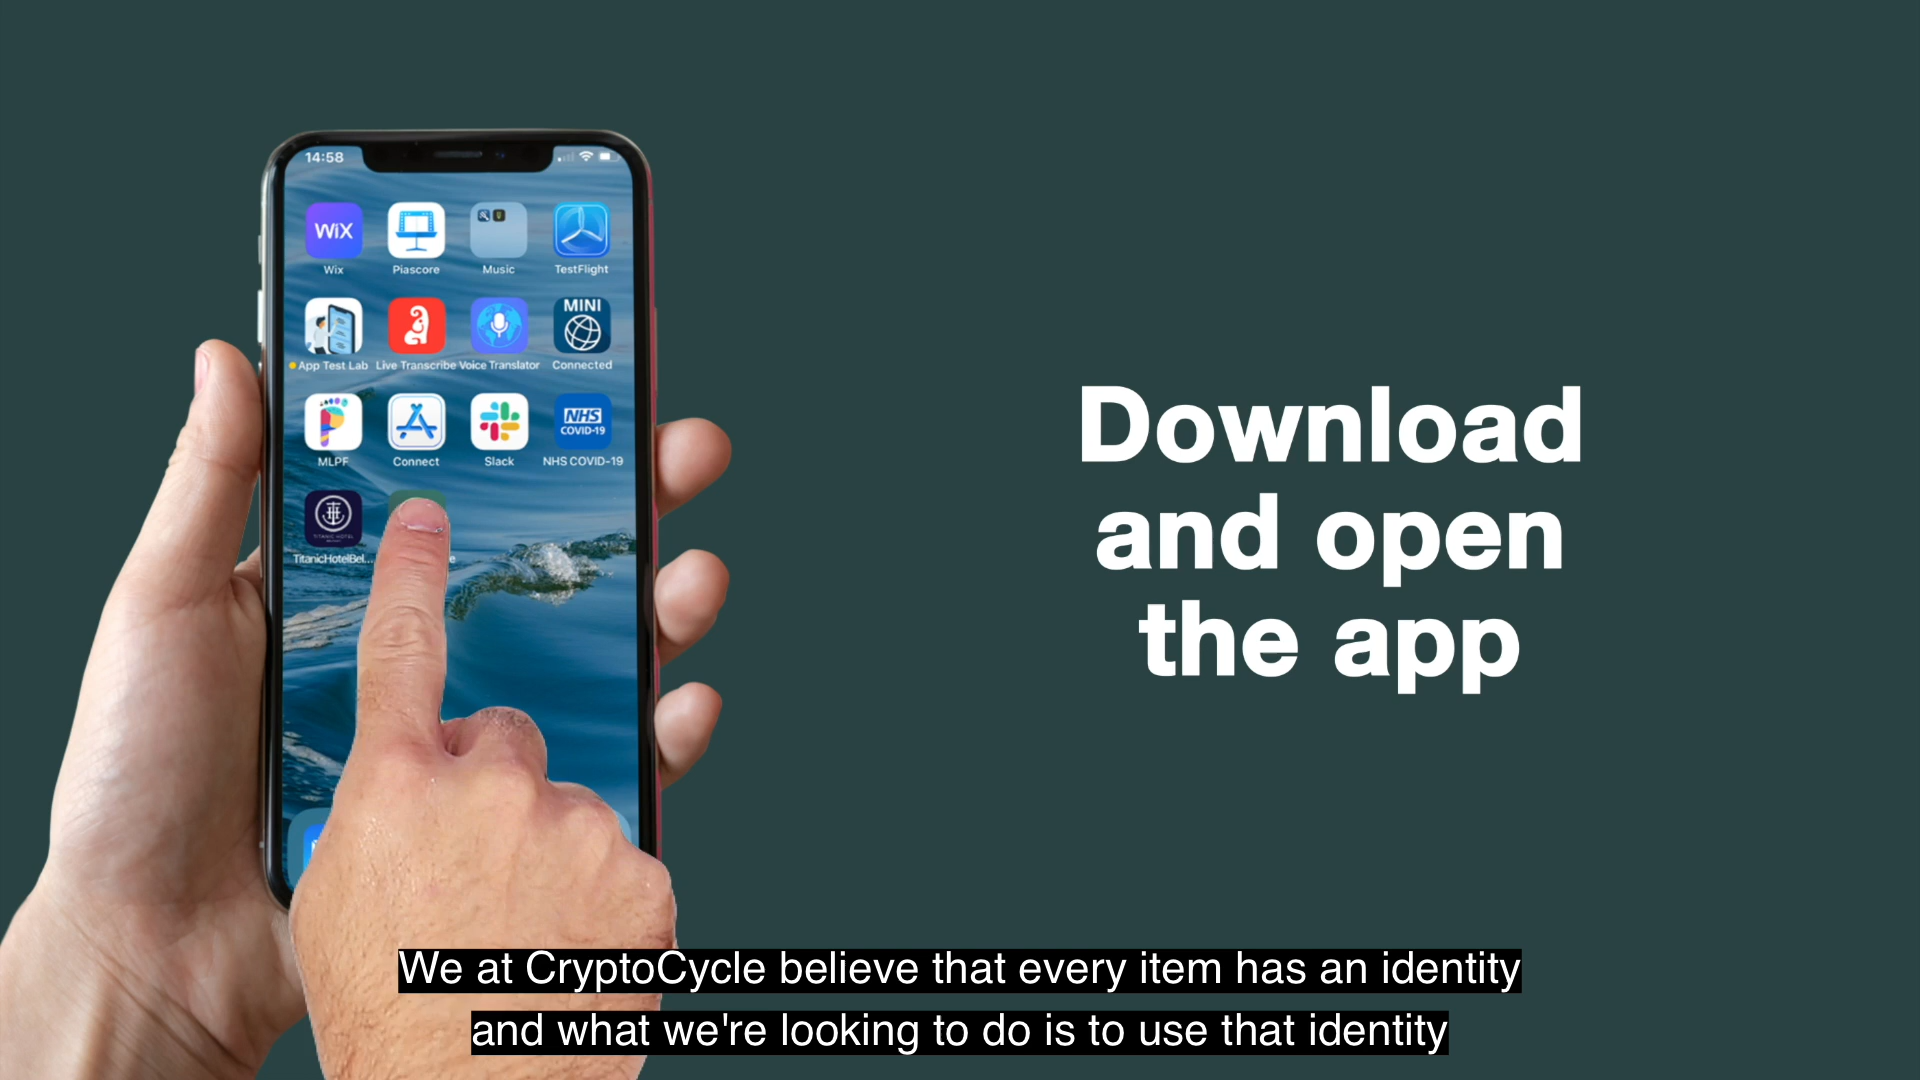 14:58
WiX
Wix
Piascore
Music
TestFlight
MINI
App Test Lab
Live Transcribe
Voice Translator
Connected
NHS
COVID-19
MLPF
Connect
Slack
NHS COVID-19
TITANIC HOTEL
TitanicHotelBel...
e
Download
and open
the app
We at CryptoCycle believe that every item has an identity
and what we're looking to do is to use that identity